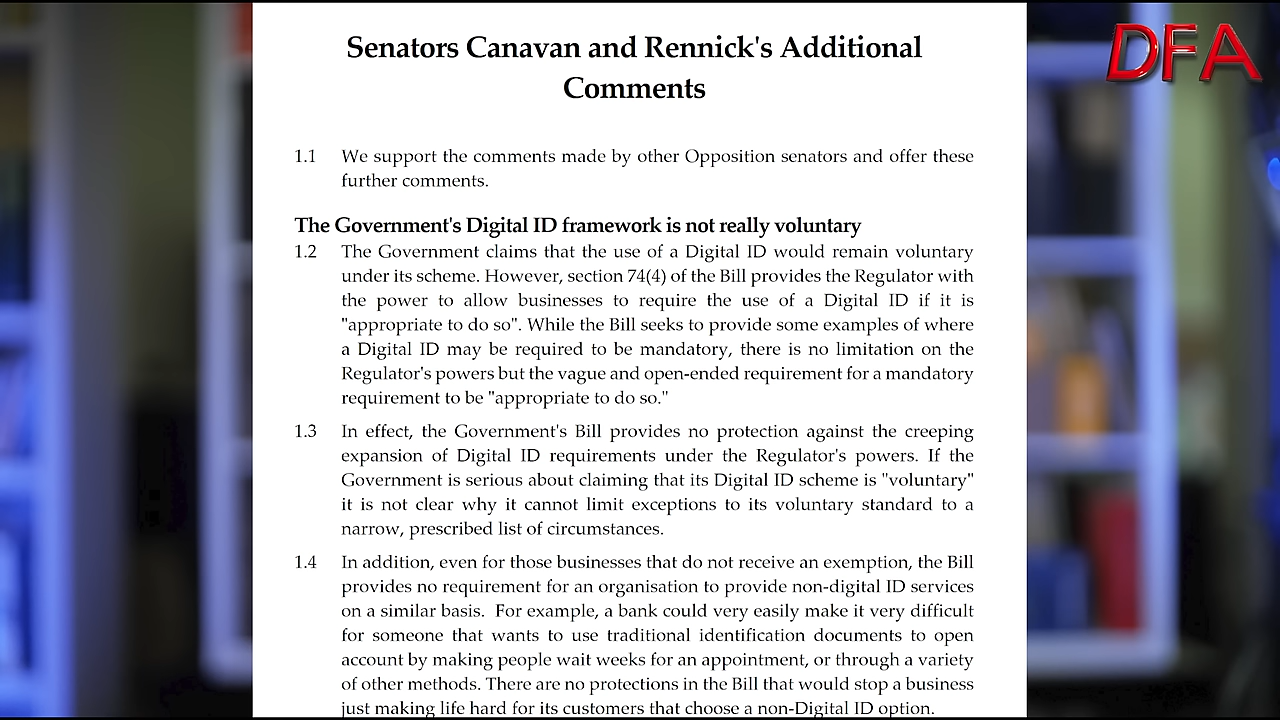 DFA
Senators Canavan and Rennick's Additional
Comments
1.1 We support the comments made by other Opposition senators and offer these
further comments.
The Government's Digital ID framework is not really voluntary
1.2 The Government claims that the use of a Digital ID would remain voluntary
under its scheme. However, section 74(4) of the Bill provides the Regulator with
the power to allow businesses to require the use of a Digital ID if it is
"appropriate to do so". While the Bill seeks to provide some examples of where
a Digital ID may be required to be mandatory, there is no limitation on the
Regulator's powers but the vague and open-ended requirement for a mandatory
requirement to be "appropriate to do so."
1.3 In effect, the Government's Bill provides no protection against the creeping
expansion of Digital ID requirements under the Regulator's powers. If the
Government is serious about claiming that its Digital ID scheme is "voluntary"
it is not clear why it cannot limit exceptions to its voluntary standard to a
narrow, prescribed list of circumstances.
1.4 In addition, even for those businesses that do not receive an exemption, the Bill
provides no requirement for an organisation to provide non-digital ID services
on a similar basis. For example, a bank could very easily make it very difficult
for someone that wants to use traditional identification documents to open
account by making people wait weeks for an appointment, or through a variety
of other methods. There are no protections in the Bill that would stop a business
just making life hard for its customers that choose a non-Digital ID option.